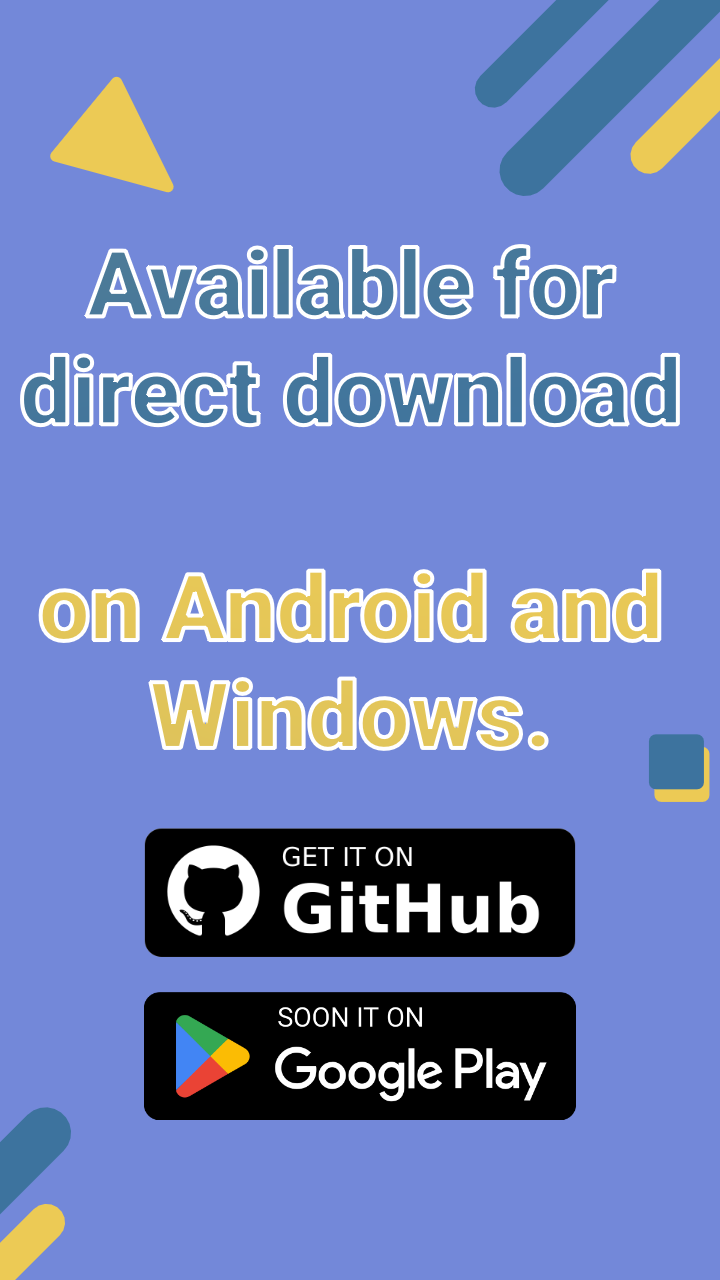 Available for
direct download
on Android and
Windows.
GET IT ON
GitHub
SOON IT ON
Google Play